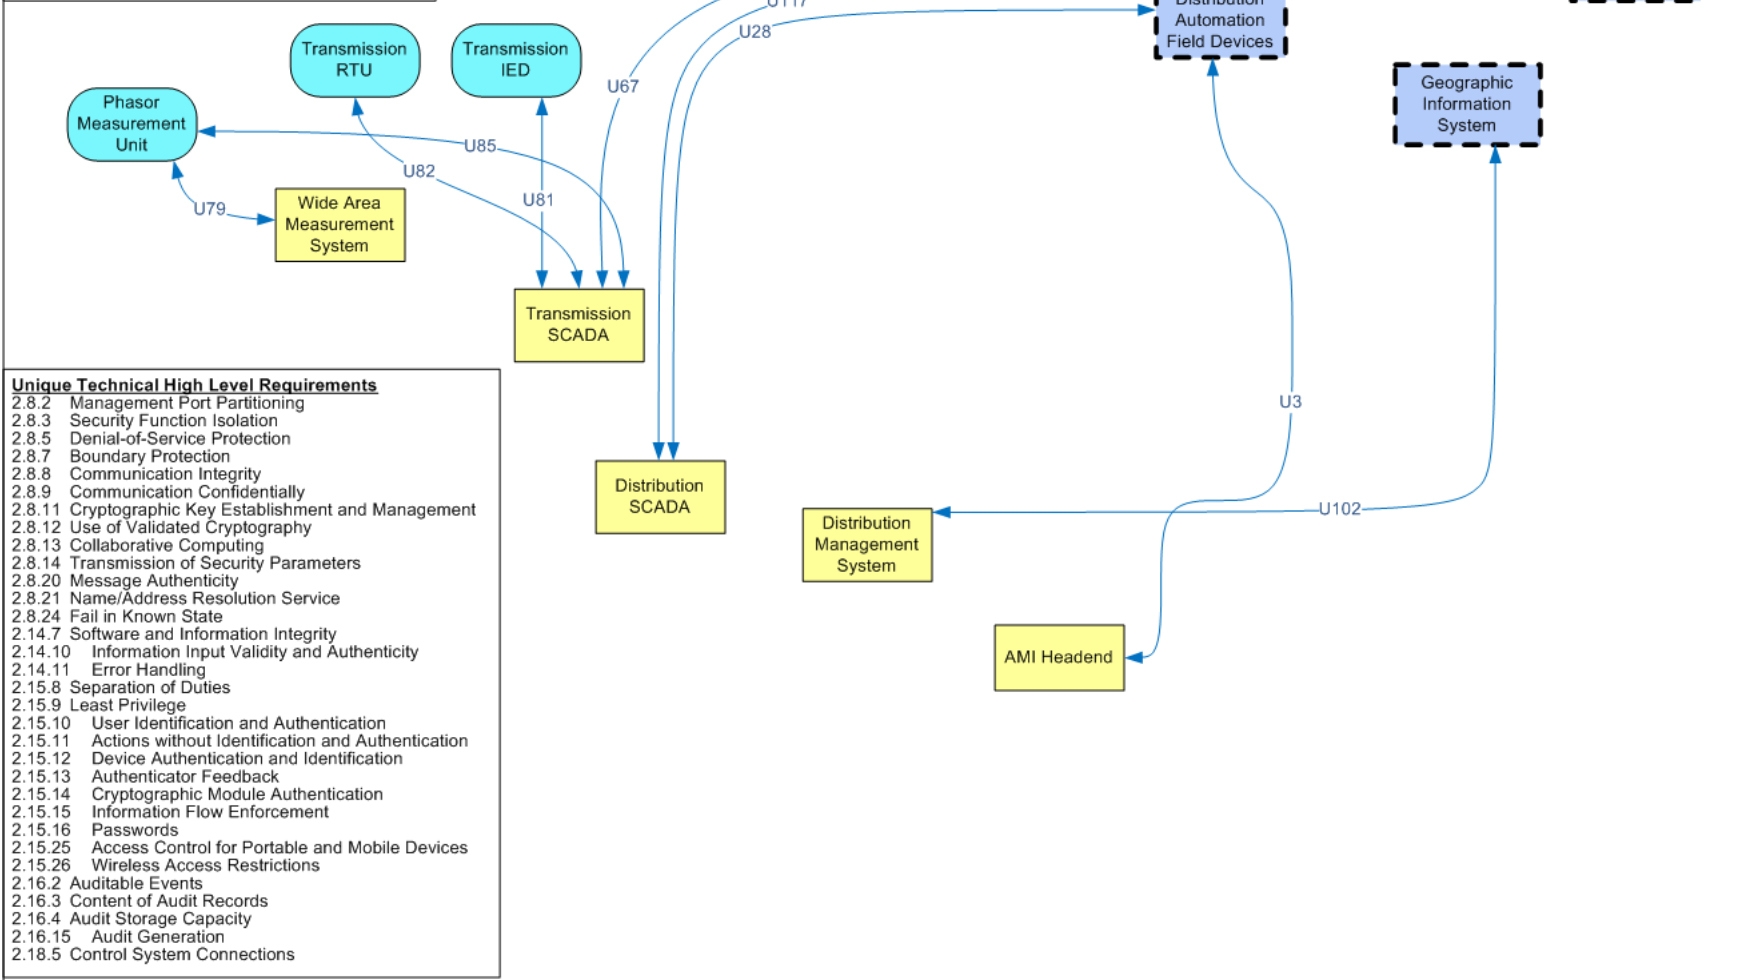 U117
Distribution
Automation
Field Devices
U28
Transmission
RTU
Transmission
IED
U67
Geographic
Information
System
Phasor
Measurement
Unit
U85
U82
U81
U79
Wide Area
Measurement
System
Transmission
SCADA
U3
Distribution
SCADA
U102
Distribution
Management
System
AMI Headend
Unique Technical High Level Requirements
2.8.2 Management Port Partitioning
2.8.3 Security Function Isolation
2.8.5 Denial-of-Service Protection
2.8.7 Boundary Protection
2.8.8 Communication Integrity
2.8.9 Communication Confidentially
2.8.11 Cryptographic Key Establishment and Management
2.8.12 Use of Validated Cryptography
2.8.13 Collaborative Computing
2.8.14 Transmission of Security Parameters
2.8.20 Message Authenticity
2.8.21 Name/Address Resolution Service
2.8.24 Fail in Known State
2.14.7 Software and Information Integrity
2.14.10 Information Input Validity and Authenticity
2.14.11 Error Handling
2.15.8 Separation of Duties
2.15.9 Least Privilege
2.15.10 User Identification and Authentication
2.15.11 Actions without Identification and Authentication
2.15.12 Device Authentication and Identification
2.15.13 Authenticator Feedback
2.15.14 Cryptographic Module Authentication
2.15.15 Information Flow Enforcement
2.15.16 Passwords
2.15.25 Access Control for Portable and Mobile Devices
2.15.26 Wireless Access Restrictions
2.16.2 Auditable Events
2.16.3 Content of Audit Records
2.16.4 Audit Storage Capacity
2.16.15 Audit Generation
2.18.5 Control System Connections